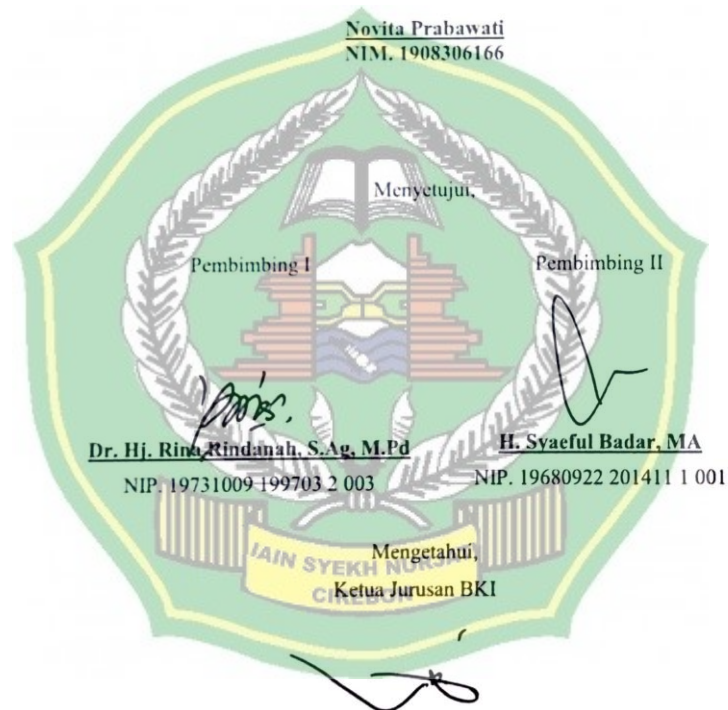 Novita Prabawati
NIM. 1908306166
Menyetujui,
Pembimbing I
Pembimbing II
Dr. Hj. Rina Rindanah, S.Ag, M.Pd
H. Syaeful Badar, MA
NIP. 19731009 199703 2 003
NIP. 19680922 201411 1 001
Mengetahui,
Ketua Jurusan BKI
IAIN SYEKH NURJATI
CIREBON